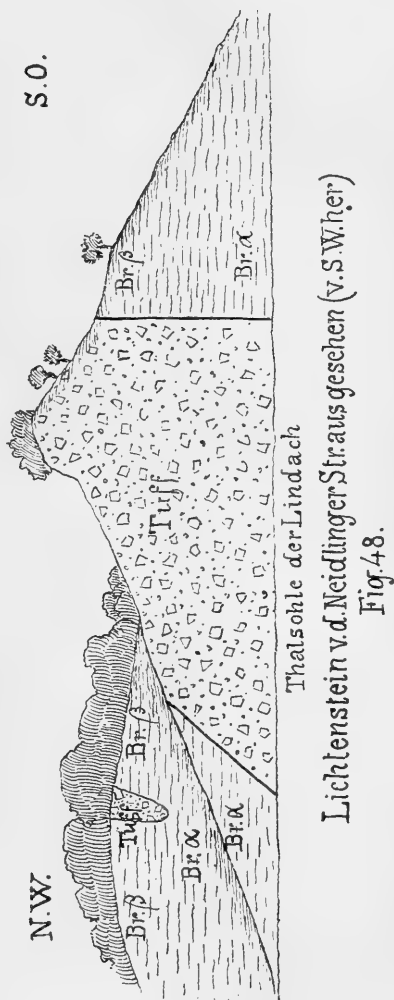 N.W.
S.O.
Br. β
Tuff
Br. β
Br. β
Br. α
Br. α
Tuff
Br. α
Thalsohle der Lindach
Lichtenstein v. d. Neidlinger Str. aus gesehen (v. S W. her)
Fig. 48.